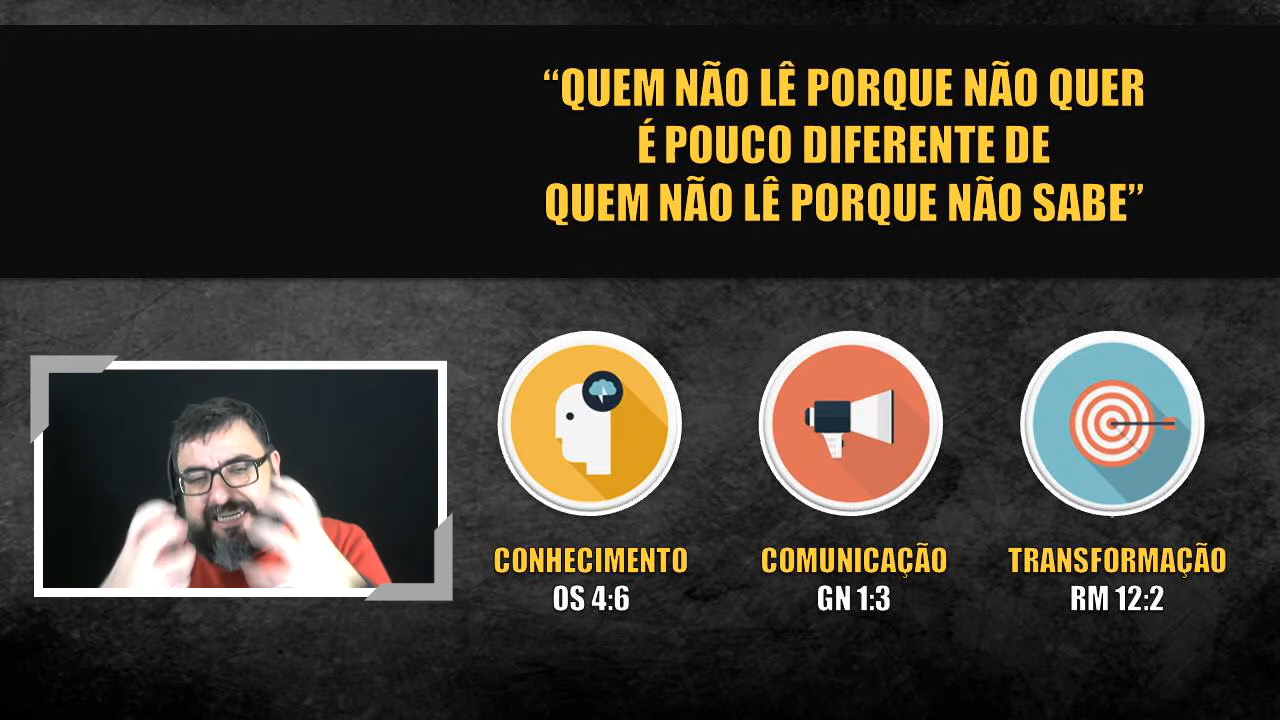 “QUEM NÃO LÊ PORQUE NÃO QUER
É POUCO DIFERENTE DE
QUEM NÃO LÊ PORQUE NÃO SABE”
CONHECIMENTO
OS 4:6
COMUNICAÇÃO
GN 1:3
TRANSFORMAÇÃO
RM 12:2